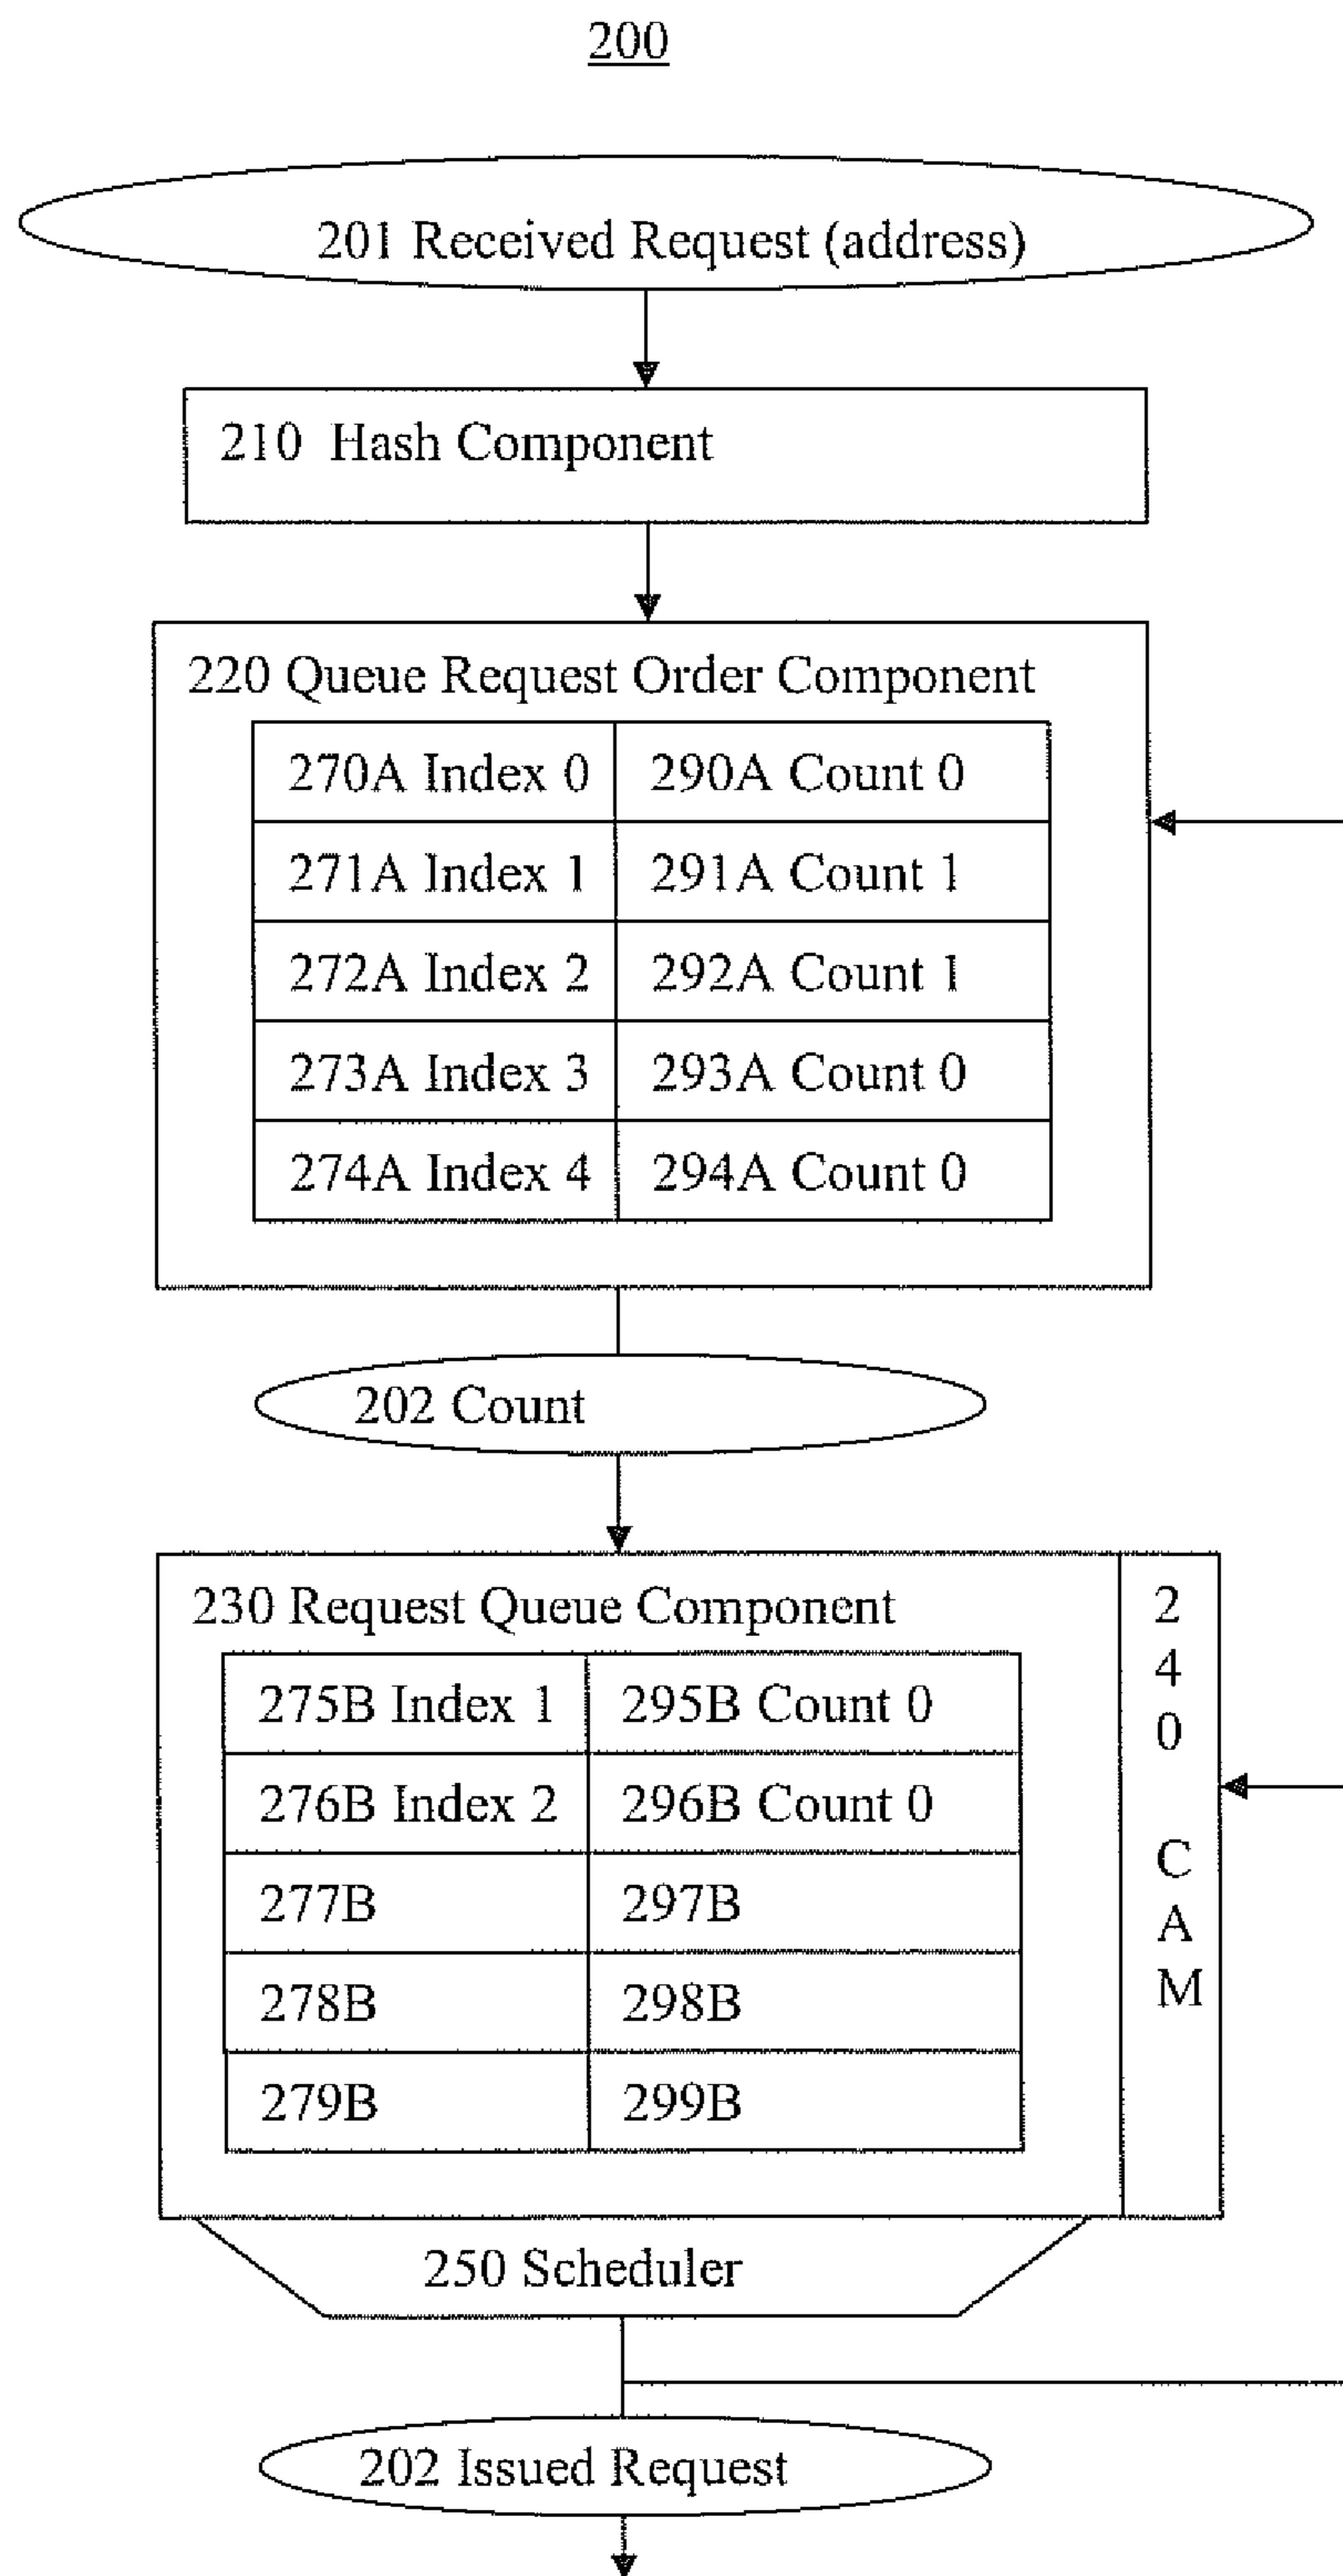 200
201 Received Request (address)
210 Hash Component
220 Queue Request Order Component
270A Index 0 290A Count 0
271A Index 1 291A Count 1
272A Index 2 292A Count 1
273A Index 3 293A Count 0
274A Index 4 294A Count 0
202 Count
230 Request Queue Component
240 CAM
275B Index 1 295B Count 0
276B Index 2 296B Count 0
277B 297B
278B 298B
279B 299B
250 Scheduler
202 Issued Request